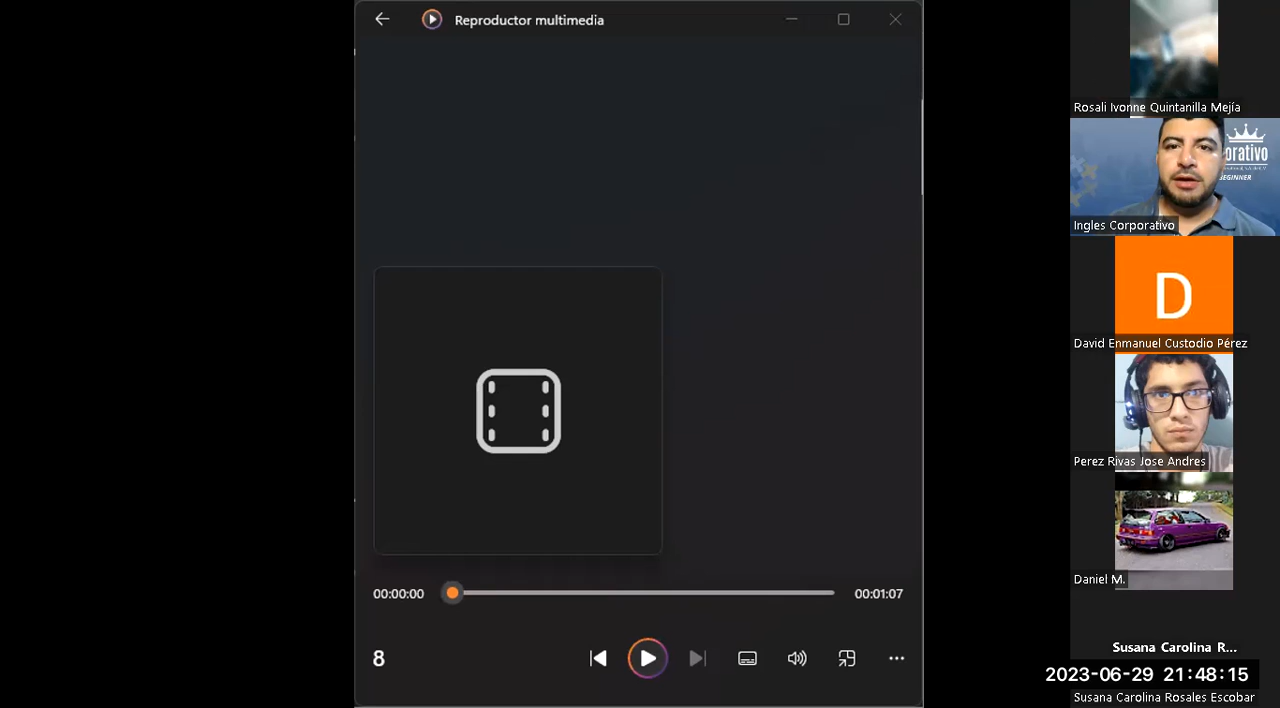 Reproductor multimedia
00:00:00
00:01:07
8
Rosali Ivonne Quintanilla Mejía
orativo
BEGINNER
Ingles Corporativo
D
David Enmanuel Custodio Pérez
Perez Rivas Jose Andres
Daniel M.
Susana Carolina R...
2023-06-29 21:48:15
Susana Carolina Rosales Escobar